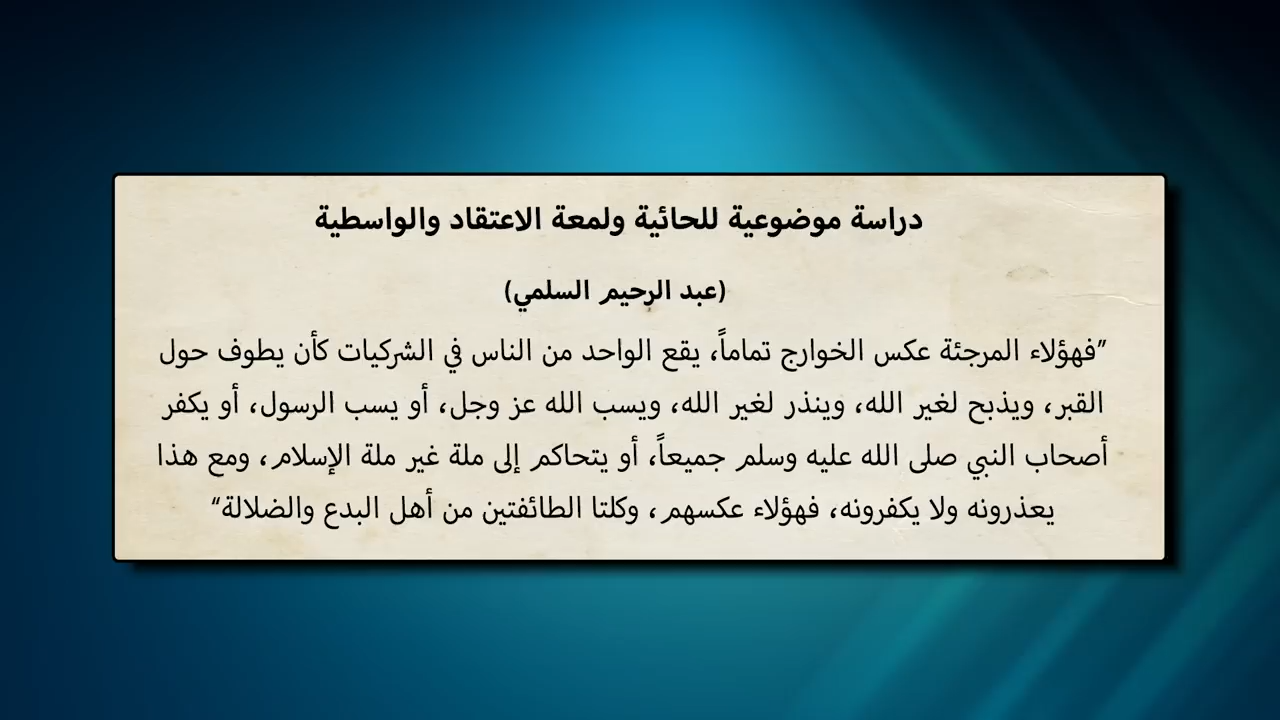 دراسة موضوعية للحائية ولمعة الاعتقاد والواسطية
(عبد الرحيم السلمي)
”فهؤلاء المرجئة عكس الخوارج تماماً، يقع الواحد من الناس في الشركيات كأن يطوف حول
القبر، ويذبح لغير الله، وينذر لغير الله، ويسب الله عز وجل، أو يسب الرسول، أو يكفر
أصحاب النبي صلى الله عليه وسلم جميعاً، أو يتحاكم إلى ملة غير ملة الإسلام، ومع هذا
يعذرونه ولا يكفرونه، فهؤلاء عكسهم، وكلتا الطائفتين من أهل البدع والضلالة“